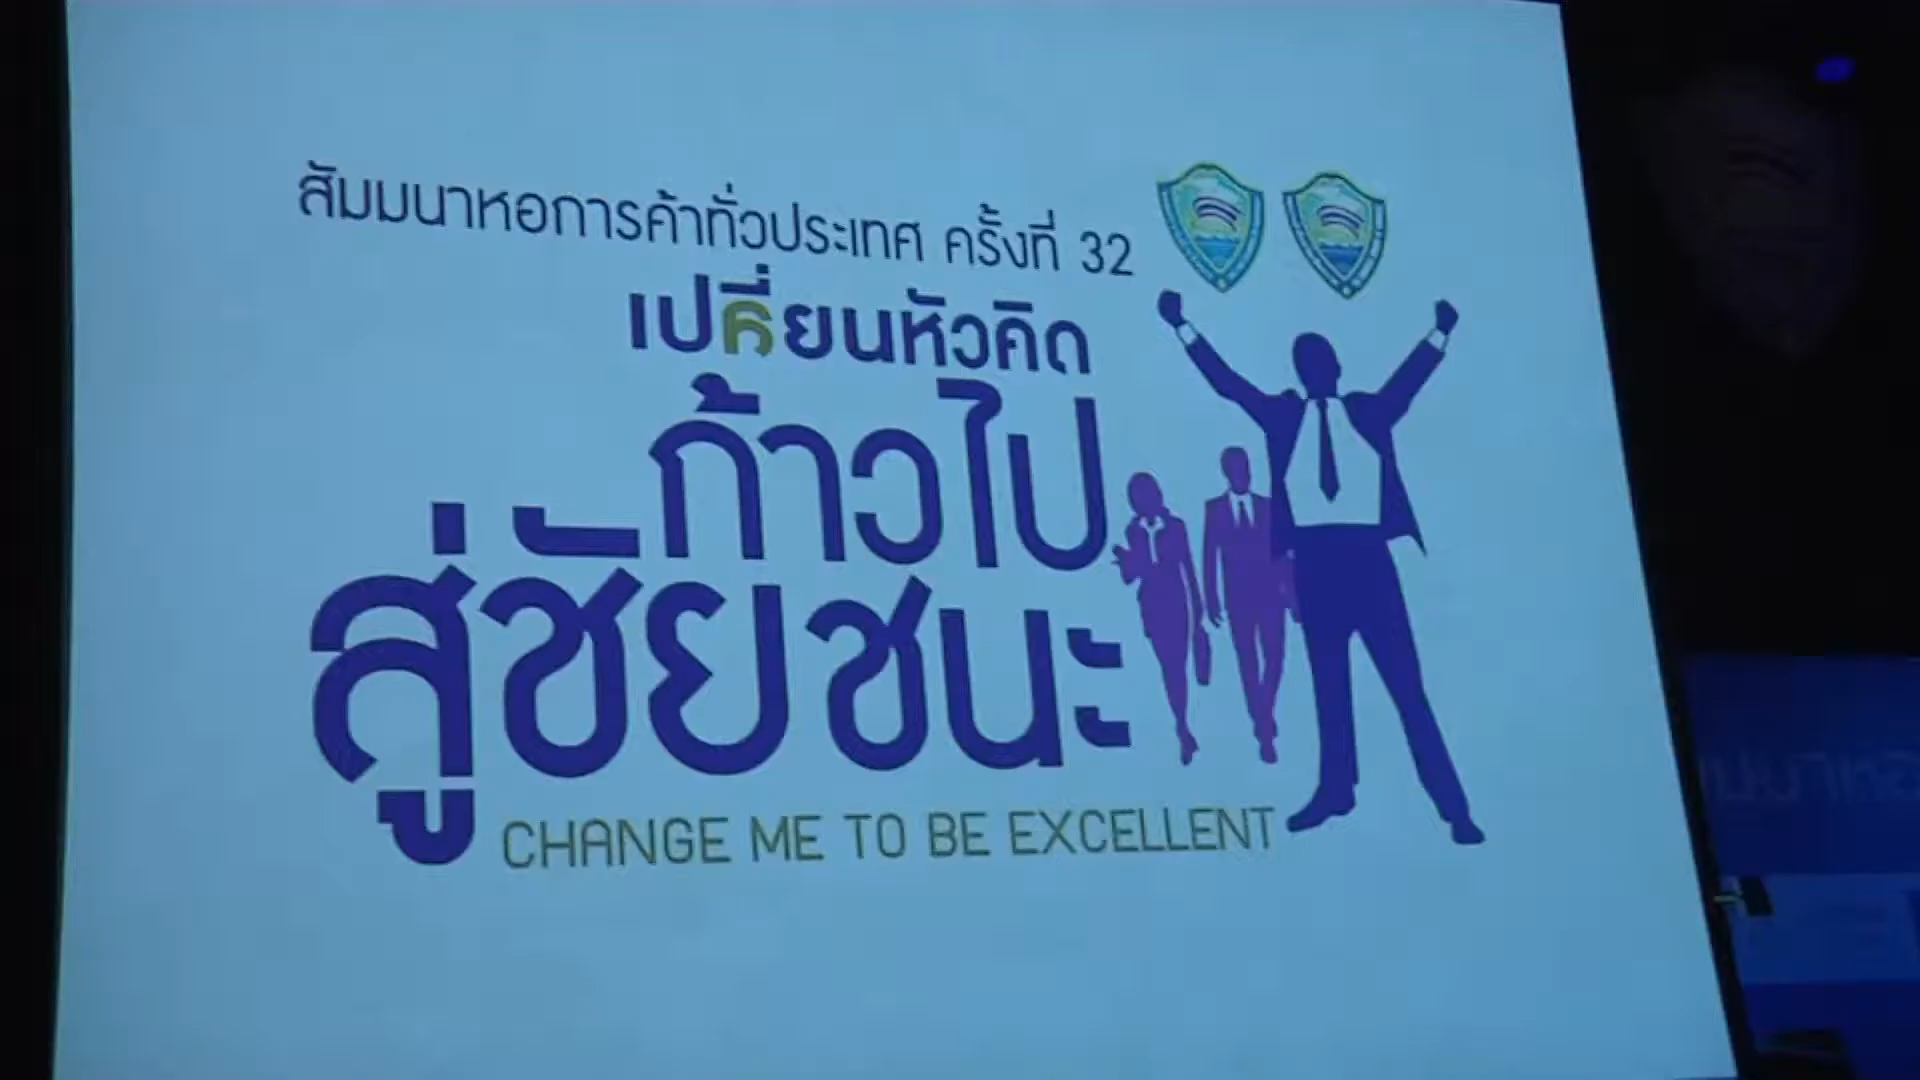 สัมมนาหอการค้าทั่วประเทศ ครั้งที่ 32
เปลี่ยนหัวคิด
ก้าวไป
สู่ชัยชนะ
CHANGE ME TO BE EXCELLENT